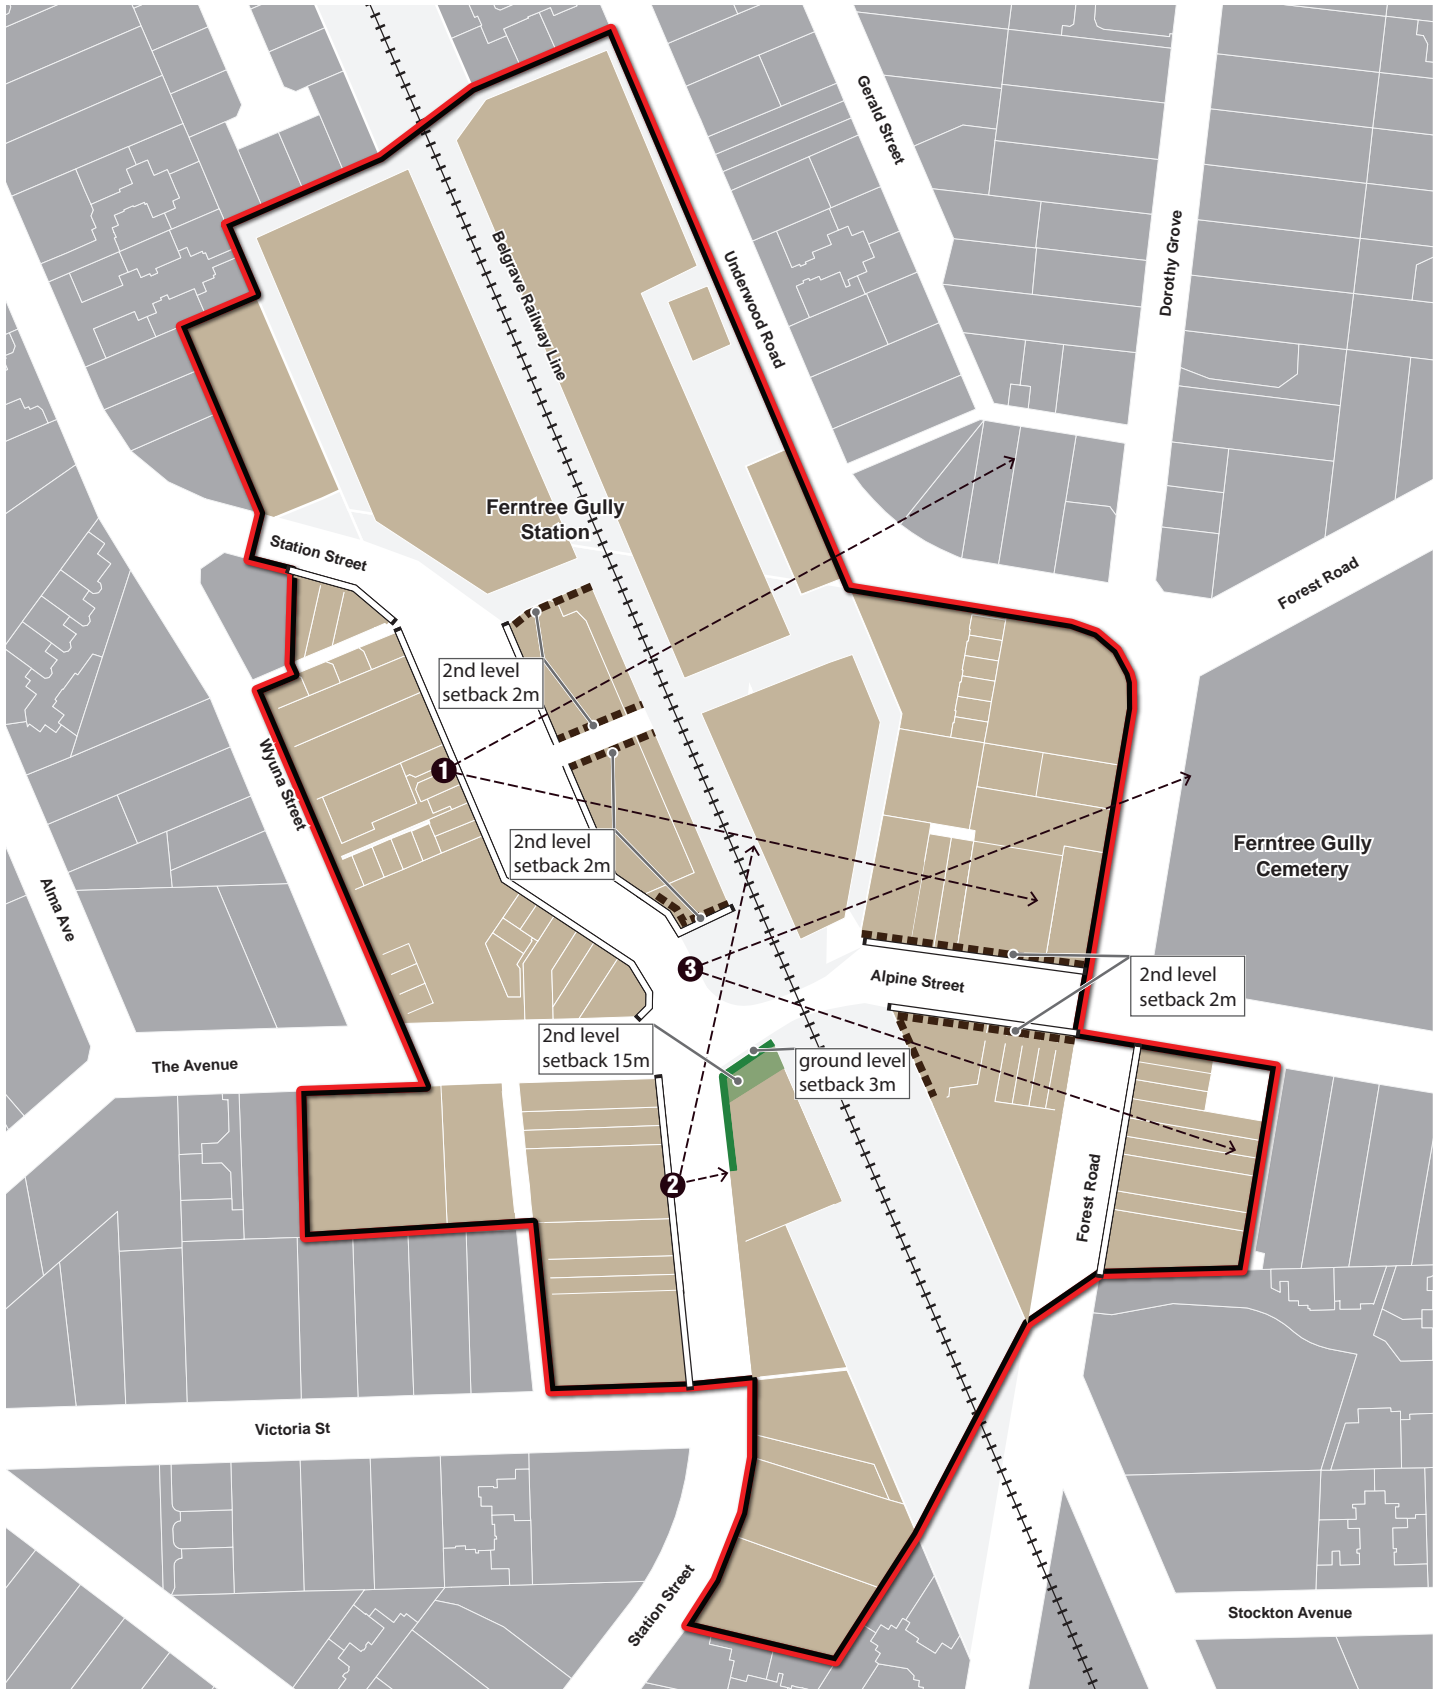 Gerald Street
Dorothy Grove
Belgrave Railway Line
Underwood Road
Ferntree Gully
Station
Station Street
Forest Road
2nd level
setback 2m
Wyuna Street
1
2nd level
setback 2m
Ferntree Gully
Cemetery
Alma Ave
3
Alpine Street
2nd level
setback 2m
The Avenue
2nd level
setback 15m
ground level
setback 3m
2
Forest Road
Victoria St
Station Street
Stockton Avenue